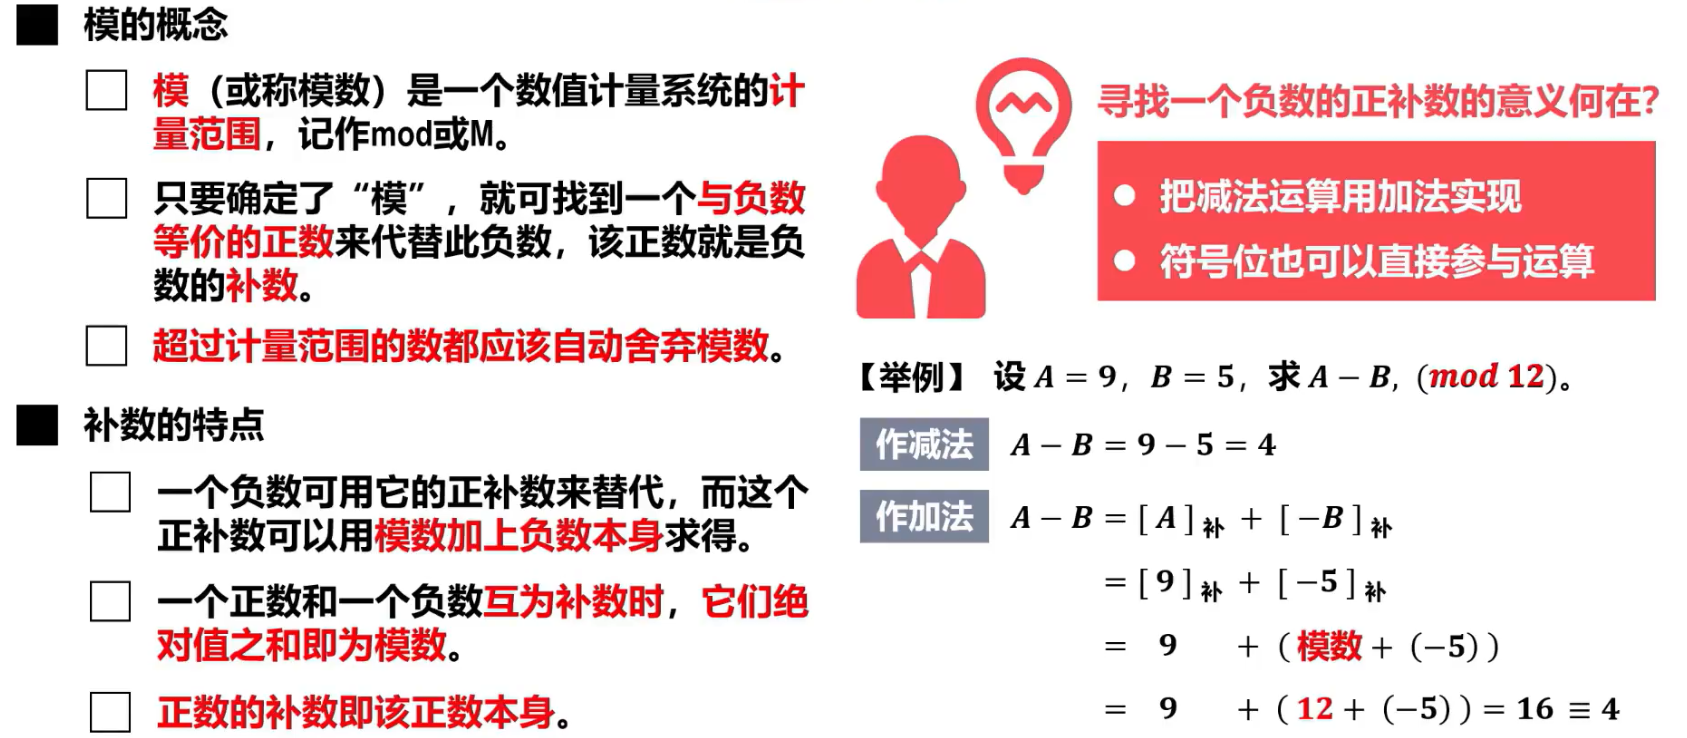 模的概念
模（或称模数）是一个数值计量系统的计
量范围，记作mod或M。
只要确定了“模”，就可找到一个与负数
等价的正数来代替此负数，该正数就是负
数的补数。
超过计量范围的数都应该自动舍弃模数。
补数的特点
一个负数可用它的正补数来替代，而这个
正补数可以用模数加上负数本身求得。
一个正数和一个负数互为补数时，它们绝
对值之和即为模数。
正数的补数即该正数本身。
寻找一个负数的正补数的意义何在？
● 把减法运算用加法实现
● 符号位也可以直接参与运算
【举例】 设 A = 9，B = 5，求 A − B，(mod 12)。
作减法 A − B = 9 − 5 = 4
作加法 A − B = [ A ]补 + [ −B ]补
= [ 9 ]补 + [ −5 ]补
= 9 + ( 模数 + (−5) )
= 9 + ( 12 + (−5) ) = 16 ≡ 4